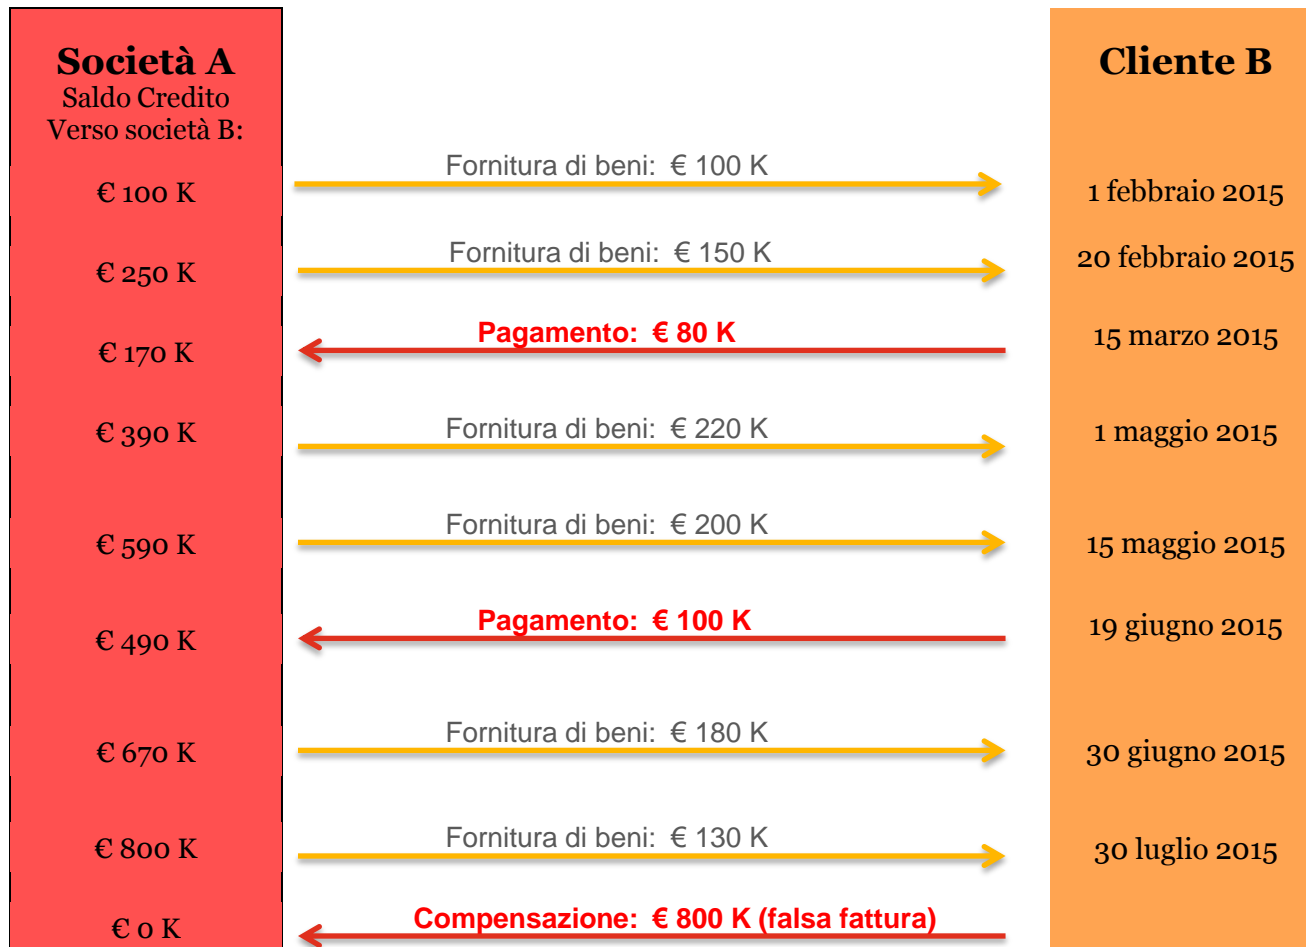 Società A
Saldo Credito
Verso società B:
Cliente B
€ 100 K
Fornitura di beni: € 100 K
1 febbraio 2015
€ 250 K
Fornitura di beni: € 150 K
20 febbraio 2015
€ 170 K
Pagamento: € 80 K
15 marzo 2015
€ 390 K
Fornitura di beni: € 220 K
1 maggio 2015
€ 590 K
Fornitura di beni: € 200 K
15 maggio 2015
€ 490 K
Pagamento: € 100 K
19 giugno 2015
€ 670 K
Fornitura di beni: € 180 K
30 giugno 2015
€ 800 K
Fornitura di beni: € 130 K
30 luglio 2015
€ 0 K
Compensazione: € 800 K (falsa fattura)